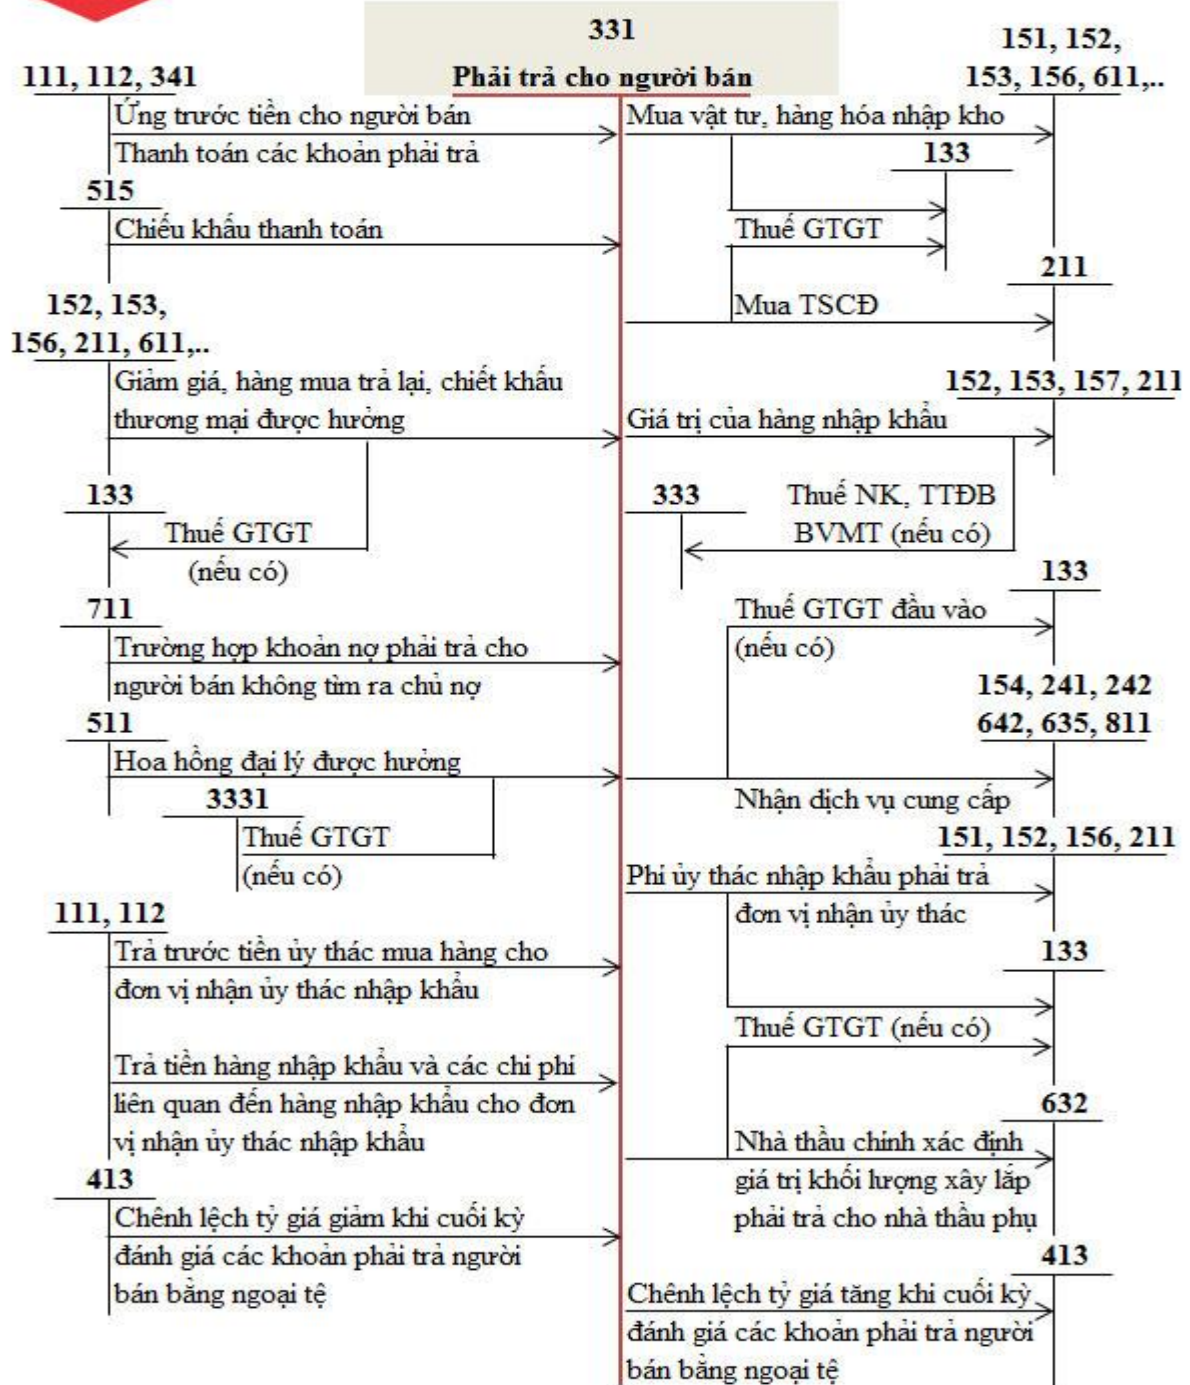 331
Phải trả cho người bán
111, 112, 341
Ứng trước tiền cho người bán
Thanh toán các khoản phải trả
515
Chiếu khấu thanh toán
152, 153,
156, 211, 611,..
Giảm giá, hàng mua trả lại, chiết khấu
thương mại được hưởng
133
Thuế GTGT
(nếu có)
711
Trường hợp khoản nợ phải trả cho
người bán không tìm ra chủ nợ
511
Hoa hồng đại lý được hưởng
3331
Thuế GTGT
(nếu có)
111, 112
Trả trước tiền ủy thác mua hàng cho
đơn vị nhận ủy thác nhập khẩu
Trả tiền hàng nhập khẩu và các chi phí
liên quan đến hàng nhập khẩu cho đơn
vị nhận ủy thác nhập khẩu
413
Chênh lệch tỷ giá giảm khi cuối kỳ
đánh giá các khoản phải trả người
bán bằng ngoại tệ
151, 152,
153, 156, 611,..
Mua vật tư, hàng hóa nhập kho
133
Thuế GTGT
211
Mua TSCĐ
152, 153, 157, 211
Giá trị của hàng nhập khẩu
333
Thuế NK, TTĐB
BVMT (nếu có)
133
Thuế GTGT đầu vào
(nếu có)
154, 241, 242
642, 635, 811
Nhận dịch vụ cung cấp
151, 152, 156, 211
Phí ủy thác nhập khẩu phải trả
đơn vị nhận ủy thác
133
Thuế GTGT (nếu có)
632
Nhà thầu chính xác định
giá trị khối lượng xây lắp
phải trả cho nhà thầu phụ
413
Chênh lệch tỷ giá tăng khi cuối kỳ
đánh giá các khoản phải trả người
bán bằng ngoại tệ